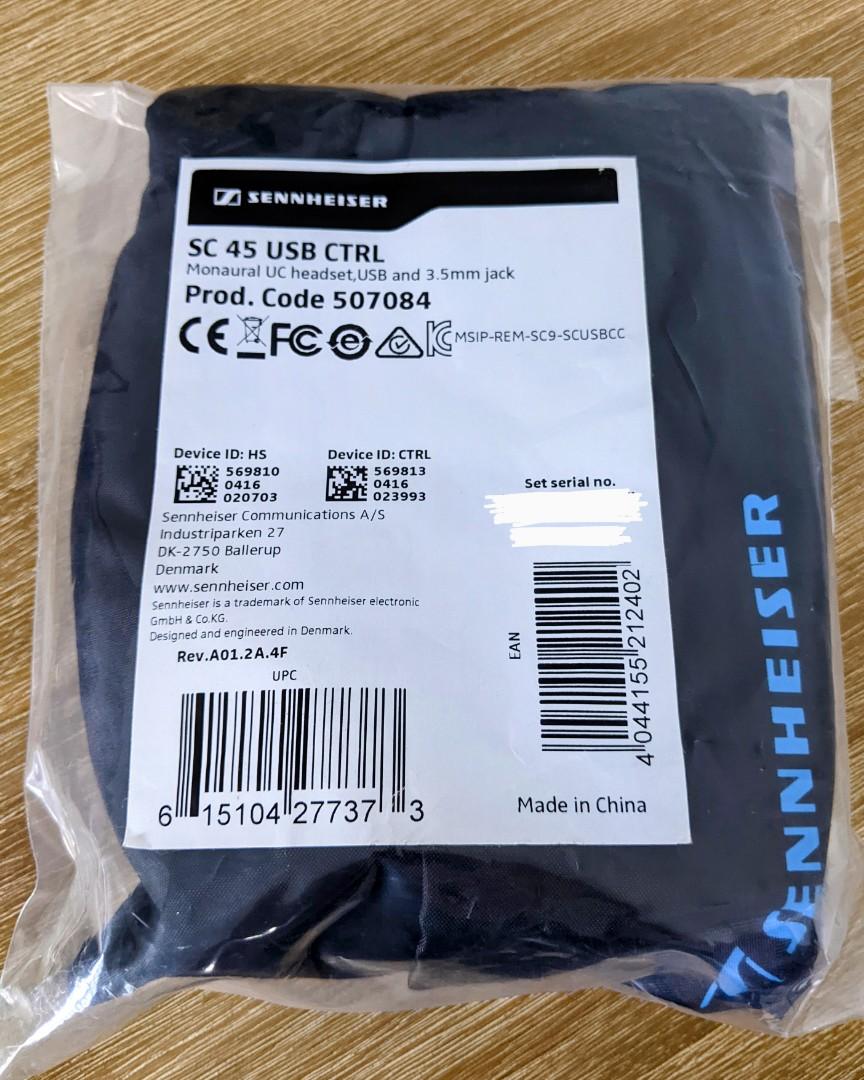 SENNHEISER
SC 45 USB CTRL
Monaural UC headset,USB and 3.5mm jack
Prod. Code 507084
CE FC e KC MSIP-REM-SC9-SCUSBCC
Device ID: HS
569810
0416
020703
Device ID: CTRL
569813
0416
023993
Set serial no.
Sennheiser Communications A/S
Industriparken 27
DK-2750 Ballerup
Denmark
www.sennheiser.com
Sennheiser is a trademark of Sennheiser electronic
GmbH & Co.KG.
Designed and engineered in Denmark.
Rev.A01.2A.4F
UPC
6 15104 27737 3
EAN
4 044155 212402
Made in China
SENNHEISER